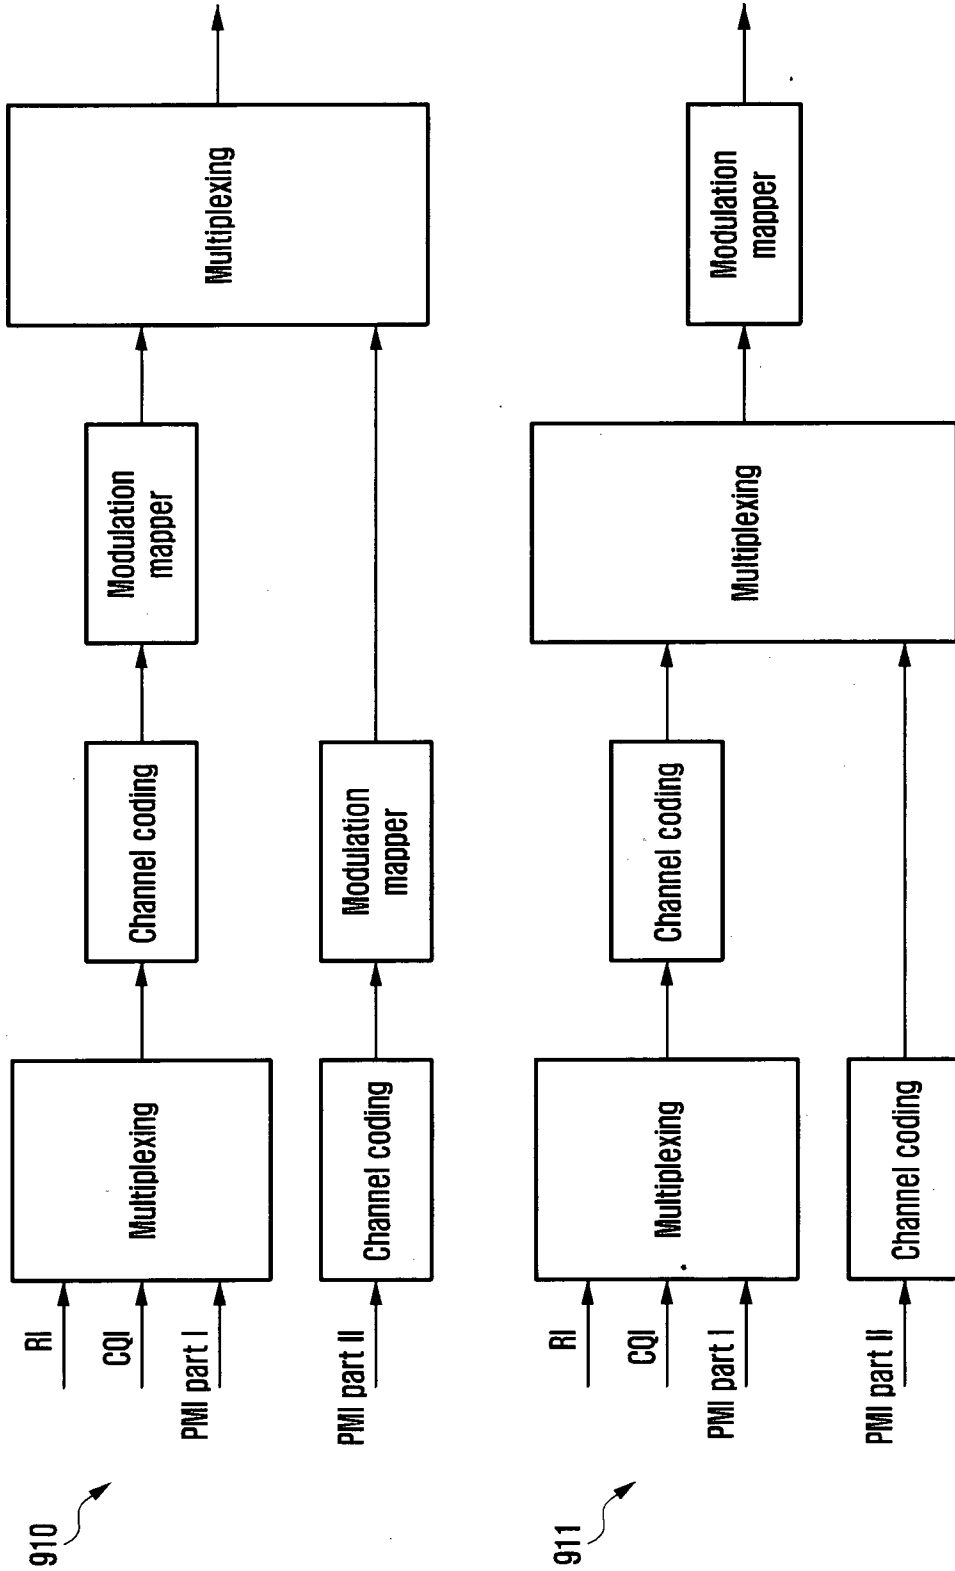 910
RI
CQI
PMI part I
PMI part II
Multiplexing
Channel coding
Channel coding
Modulation
mapper
Modulation
mapper
Multiplexing
911
RI
CQI
PMI part I
PMI part II
Multiplexing
Channel coding
Channel coding
Multiplexing
Modulation
mapper